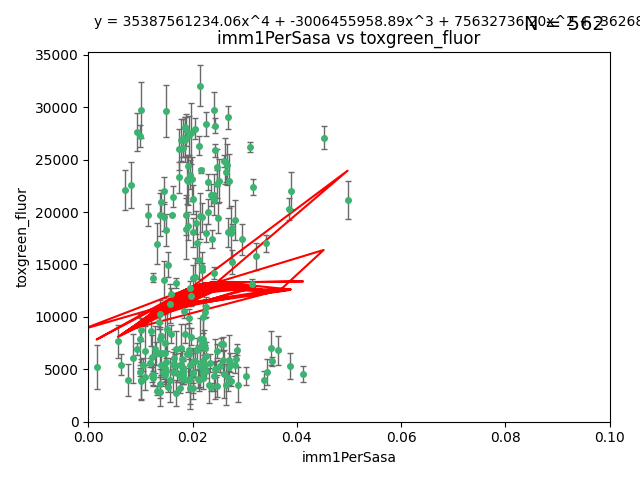 y = 35387561234.06x^4 + -3006455958.89x^3 + 75632736
N = 562
imm1PerSasa vs toxgreen_fluor
35000
30000
25000
20000
15000
10000
5000
0
toxgreen_fluor
0.00 0.02 0.04 0.06 0.08 0.10
imm1PerSasa